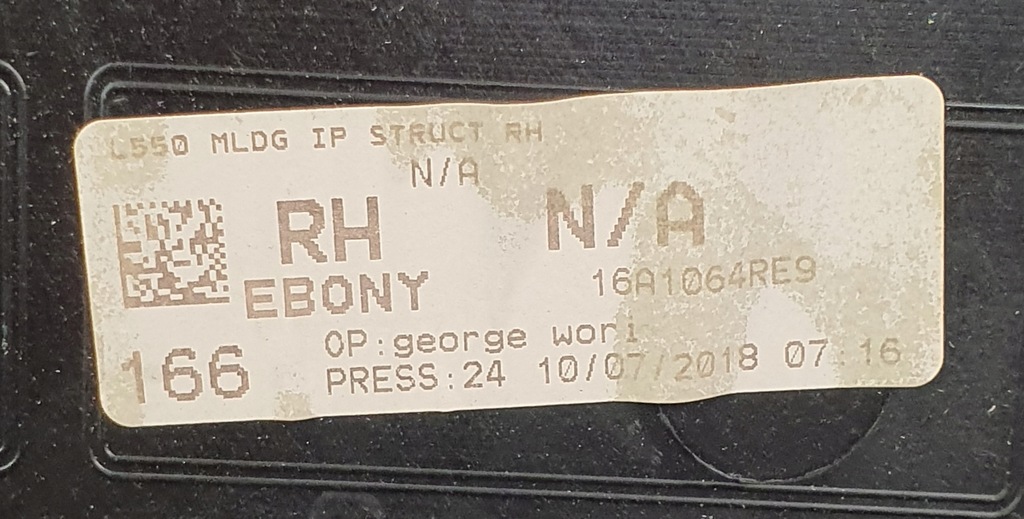 L550 MLDG IP STRUCT RH
N/A
RH N/A
EBONY 16A1064RE9
166 OP:george wori
PRESS:24 10/07/2018 07:16